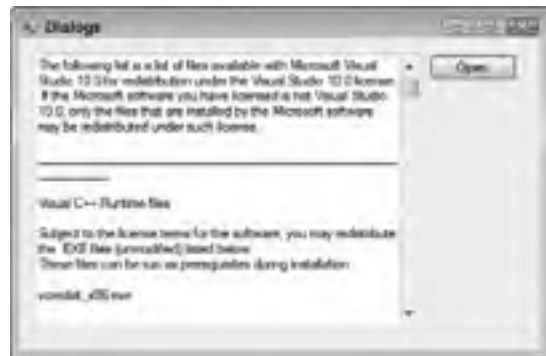 Dialogs
The following list is a list of files available with Microsoft Visual
Studio 10.0 for redistribution under the Visual Studio 10.0 license.
If the Microsoft software you have licensed is not Visual Studio
10.0, only the files that are installed by the Microsoft software
may be redistributed under such license.
Visual C++ Runtime files
Subject to the license terms for the software, you may redistribute
the .EXE files (unmodified) listed below.
These files can be run as prerequisites during installation.
vcredist_x86.exe
Open